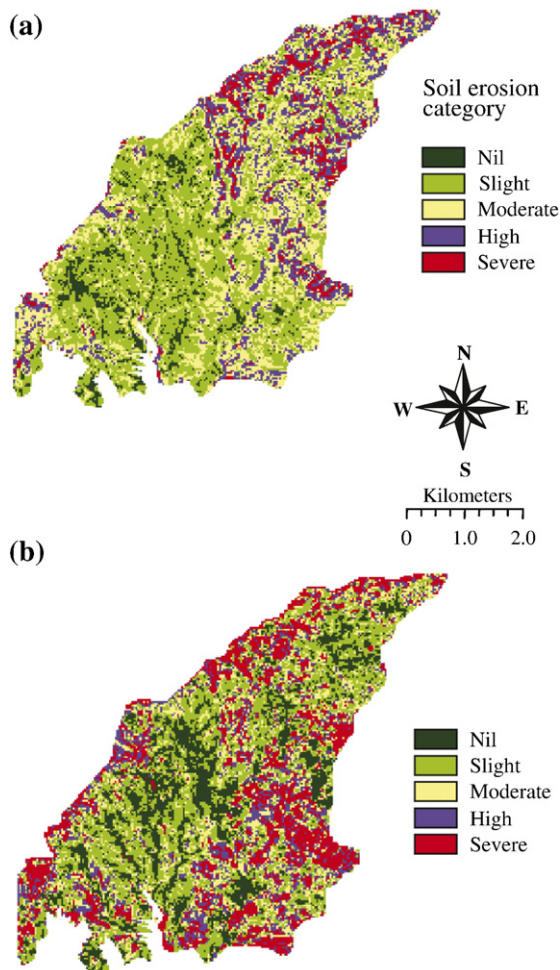 (a)
Soil erosion
category
Nil
Slight
Moderate
High
Severe
N
W E
S
Kilometers
0 1.0 2.0
(b)
Nil
Slight
Moderate
High
Severe